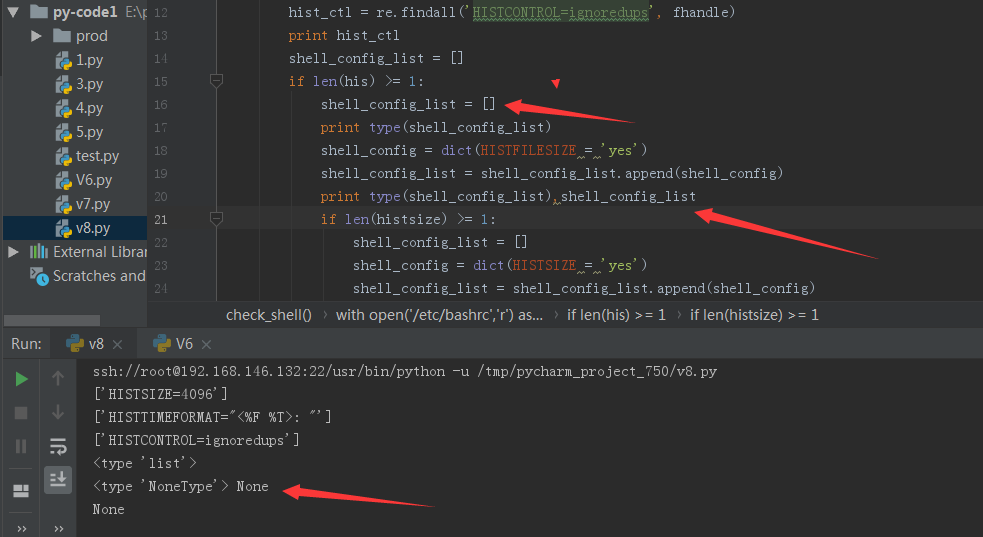 py-code1 E:\p
prod
1.py
3.py
4.py
5.py
test.py
V6.py
v7.py
v8.py
External Librar
Scratches and
12 hist_ctl = re.findall('HISTCONTROL=ignoredups', fhandle)
13 print hist_ctl
14 shell_config_list = []
15 if len(his) >= 1:
16 shell_config_list = []
17 print type(shell_config_list)
18 shell_config = dict(HISTFILESIZE = 'yes')
19 shell_config_list = shell_config_list.append(shell_config)
20 print type(shell_config_list),shell_config_list
21 if len(histsize) >= 1:
22 shell_config_list = []
23 shell_config = dict(HISTSIZE = 'yes')
24 shell_config_list = shell_config_list.append(shell_config)
check_shell() › with open('/etc/bashrc','r') as... › if len(his) >= 1 › if len(histsize) >= 1
Run: v8 × V6 ×
ssh://root@192.168.146.132:22/usr/bin/python -u /tmp/pycharm_project_750/v8.py
['HISTSIZE=4096']
['HISTTIMEFORMAT="<%F %T>: "']
['HISTCONTROL=ignoredups']
<type 'list'>
<type 'NoneType'> None
None